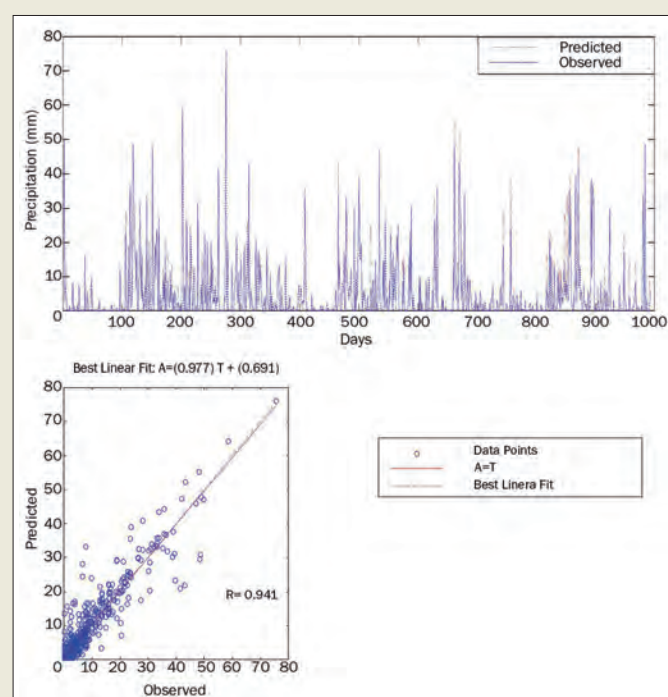 80
70
60
50
40
30
20
10
0
Precipitation (mm)
Predicted
Observed
100 200 300 400 500 600 700 800 900 1000
Days
Best Linear Fit: A=(0.977) T + (0.691)
80
70
60
50
40
30
20
10
Predicted
R= 0.941
0 10 20 30 40 50 60 70 80
Observed
Data Points
A=T
Best Linera Fit